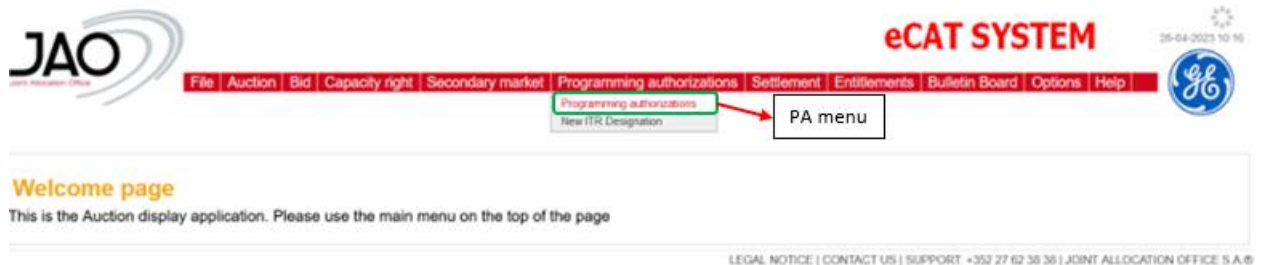 JAO
Joint Allocation Office
eCAT SYSTEM
26-04-2023 10:16
File Auction Bid Capacity right Secondary market Programming authorizations Settlement Entitlements Bulletin Board Options Help
Programming authorizations
New ITR Designation
PA menu
Welcome page
This is the Auction display application. Please use the main menu on the top of the page
LEGAL NOTICE | CONTACT US | SUPPORT: +352 27 62 38 38 | JOINT ALLOCATION OFFICE S.A.®